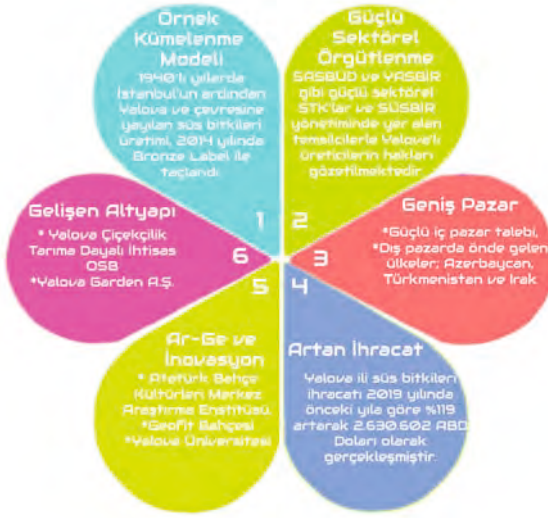 Örnek
Kümelenme
Modeli
1940'lı yıllarda
İstanbul'un ardından
Yalova ve çevresine
yayılan süs bitkileri
üretimi, 2014 yılında
Bronze Label ile
taçlandı.
1
Güçlü
Sektörel
Örgütlenme
SASBÜD ve YASBİR
gibi güçlü sektörel
STK'lar ve SÜSBİR
yönetiminde yer alan
temsilcilerle Yalova'lı
üreticilerin hakları
gözetilmektedir.
2
Geniş Pazar
*Güçlü iç pazar talebi,
*Dış pazarda önde gelen
ülkeler; Azerbaycan,
Türkmenistan ve Irak
3
Artan İhracat
Yalova ili süs bitkileri
ihracatı 2019 yılında
önceki yıla göre %119
artarak 2.690.602 ABD
Doları olarak
gerçekleşmiştir.
4
Ar-Ge ve
İnovasyon
* Atatürk Bahçe
Kültürleri Merkez
Araştırma Enstitüsü
*Geofit Bahçesi
*Yalova Üniversitesi
5
Gelişen Altyapı
* Yalova Çiçekçilik
Tarıma Dayalı İhtisas
OSB
*Yalova Garden A.Ş.
6